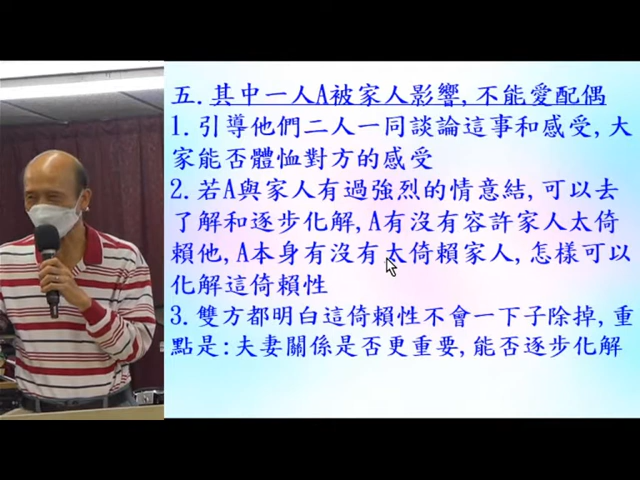 五.其中一人A被家人影響,不能愛配偶
1.引導他們二人一同談論這事和感受,大
家能否體恤對方的感受
2.若A與家人有過強烈的情意結,可以去
了解和逐步化解,A有沒有容許家人太倚
賴他,A本身有沒有太倚賴家人,怎樣可以
化解這倚賴性
3.雙方都明白這倚賴性不會一下子除掉,重
點是:夫妻關係是否更重要,能否逐步化解